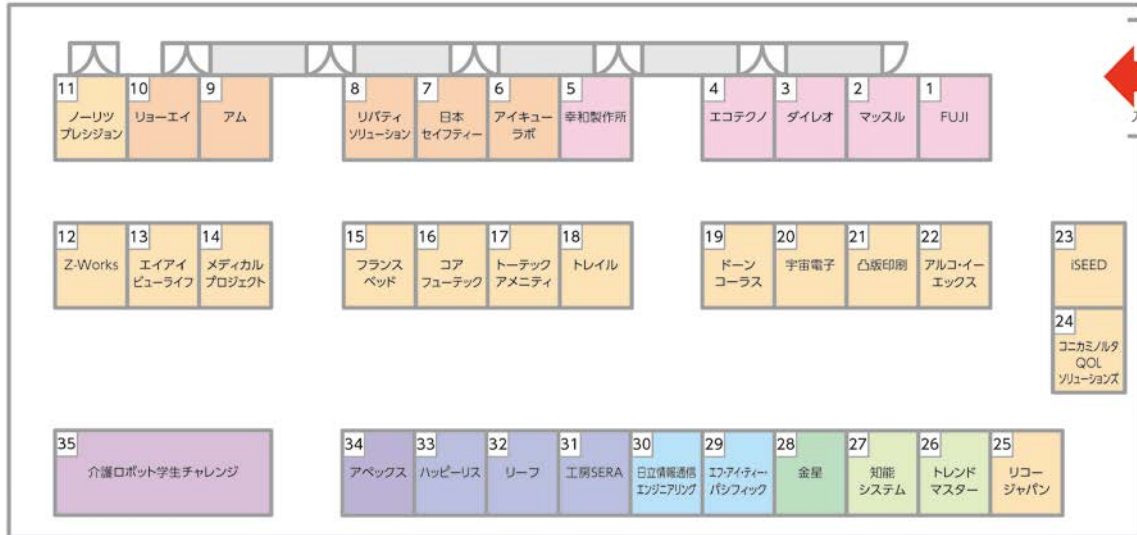 11
ノーリツ
プレシジョン
10
リョーエイ
9
アム
8
リバティ
ソリューション
7
日本
セイフティー
6
アイキュー
ラボ
5
幸和製作所
4
エコテクノ
3
ダイレオ
2
マッスル
1
FUJI
12
Z-Works
13
エイアイ
ビューライフ
14
メディカル
プロジェクト
15
フランス
ベッド
16
コア
フューテック
17
トーテック
アメニティ
18
トレイル
19
ドーン
コーラス
20
宇宙電子
21
凸版印刷
22
アルコ・イー
エックス
23
iSEED
24
コニカミノルタ
QOL
ソリューションズ
35
介護ロボット学生チャレンジ
34
アペックス
33
ハッピーリス
32
リーフ
31
工房SERA
30
日立情報通信
エンジニアリング
29
エフ・アイ・ティー・
パシフィック
28
金星
27
知能
システム
26
トレンド
マスター
25
リコー
ジャパン